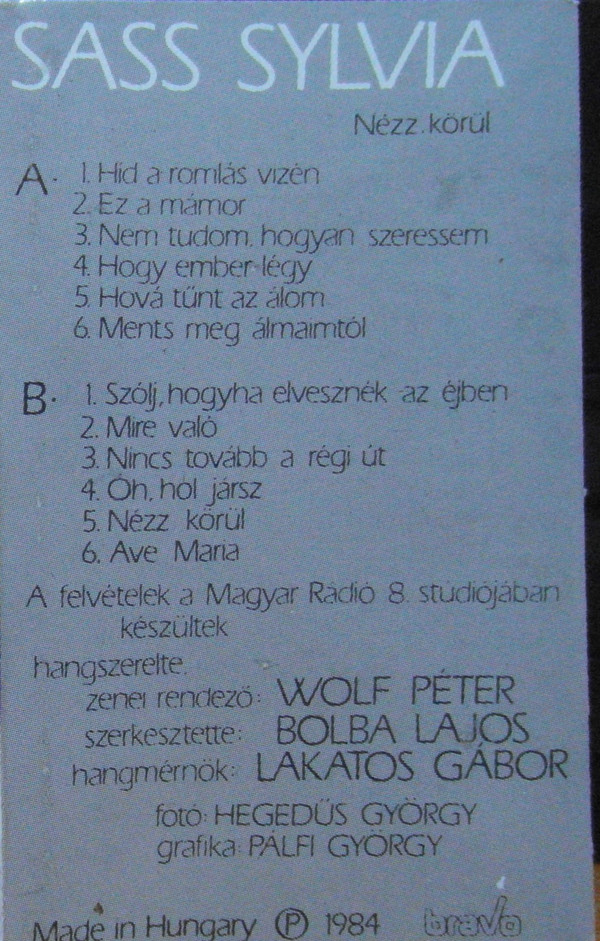 SASS SYLVIA
Nézz körül
A. 1. Híd a romlás vizén
2. Ez a mámor
3. Nem tudom, hogyan szeressem
4. Hogy ember légy
5. Hová tűnt az álom
6. Ments meg álmaimtól
B. 1. Szólj, hogyha elvesznék az éjben
2. Mire való
3. Nincs tovább a régi út
4. Óh, hól jársz
5. Nézz körül
6. Ave Maria
A felvételek a Magyar Rádió 8. stúdiójában
készültek
hangszerelte,
zenei rendező: WOLF PÉTER
szerkesztette: BOLBA LAJOS
hangmérnök: LAKATOS GÁBOR
fotó: HEGEDŰS GYÖRGY
grafika: PÁLFI GYÖRGY
Made in Hungary Ⓟ 1984 bravo